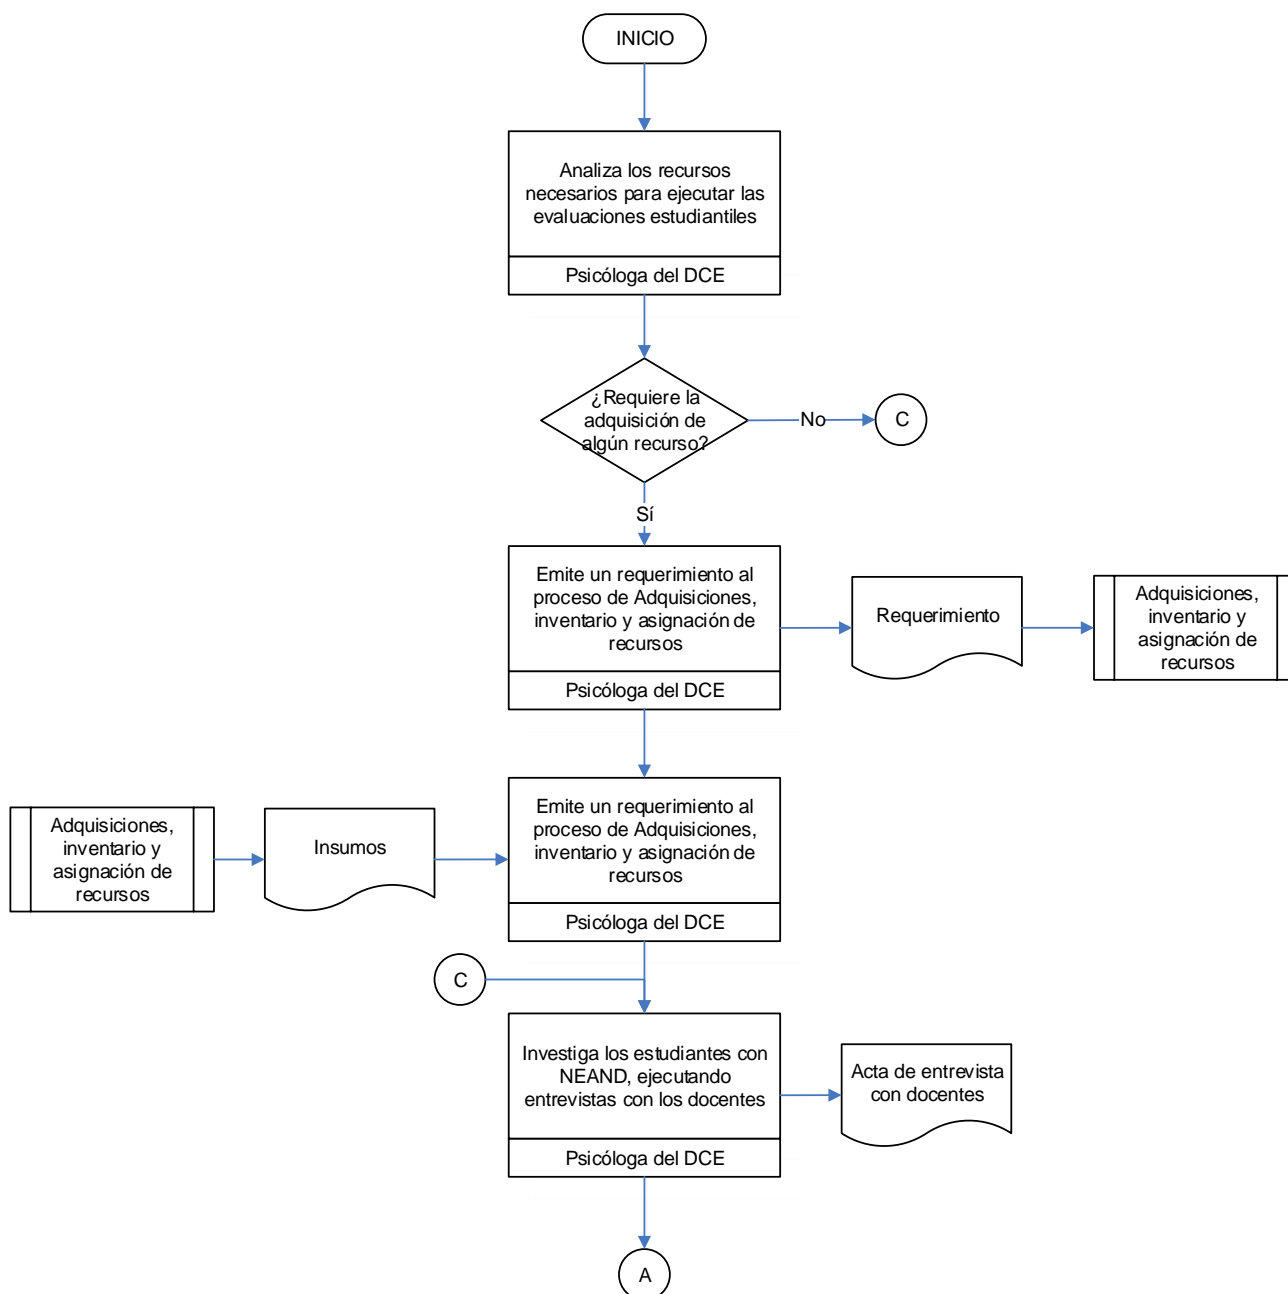 INICIO
Analiza los recursos
necesarios para ejecutar las
evaluaciones estudiantiles
Psicóloga del DCE
¿Requiere la
adquisición de
algún recurso?
No
C
Sí
Emite un requerimiento al
proceso de Adquisiciones,
inventario y asignación de
recursos
Psicóloga del DCE
Requerimiento
Adquisiciones,
inventario y
asignación de
recursos
Adquisiciones,
inventario y
asignación de
recursos
Insumos
Emite un requerimiento al
proceso de Adquisiciones,
inventario y asignación de
recursos
Psicóloga del DCE
C
Investiga los estudiantes con
NEAND, ejecutando
entrevistas con los docentes
Psicóloga del DCE
Acta de entrevista
con docentes
A